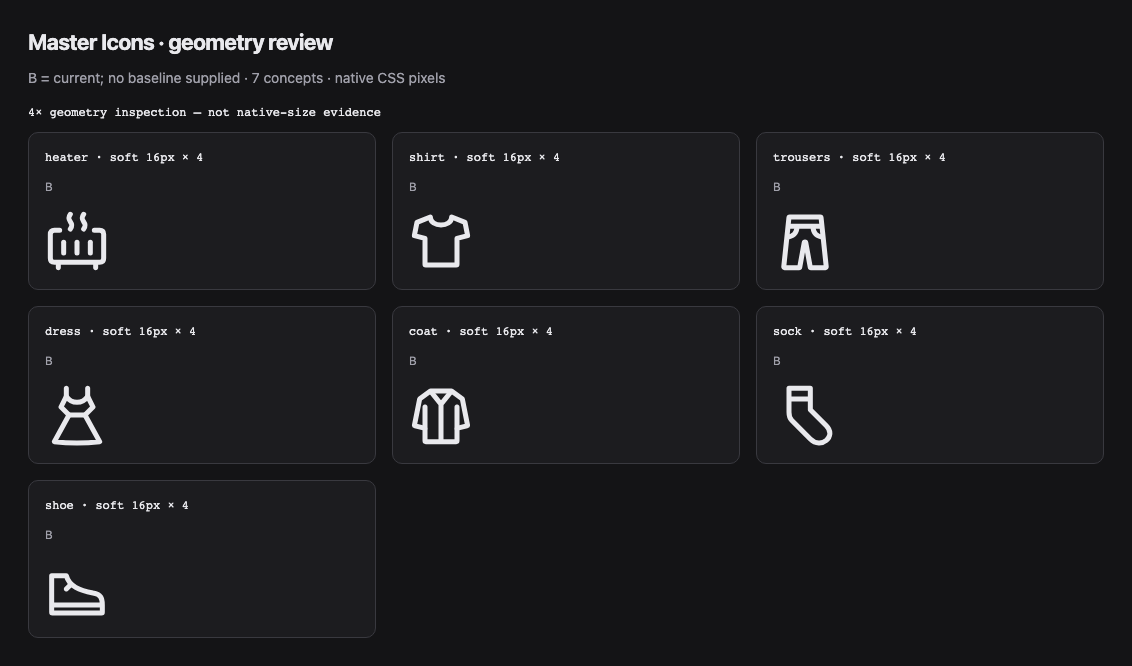 Master Icons · geometry review
B = current; no baseline supplied · 7 concepts · native CSS pixels
4× geometry inspection — not native-size evidence
heater · soft 16px × 4
B
shirt · soft 16px × 4
B
trousers · soft 16px × 4
B
dress · soft 16px × 4
B
coat · soft 16px × 4
B
sock · soft 16px × 4
B
shoe · soft 16px × 4
B